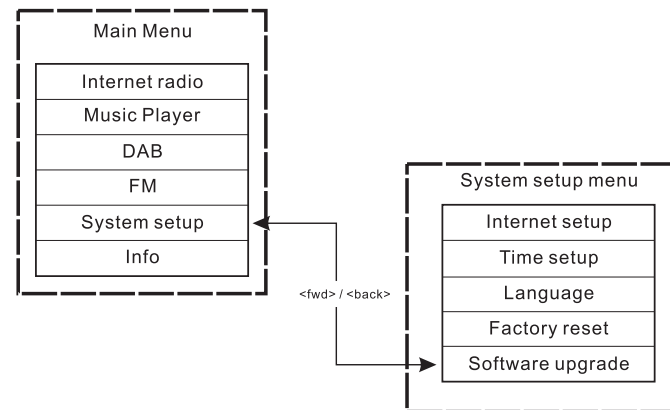 Main Menu
Internet radio
Music Player
DAB
FM
System setup
Info
<fwd> / <back>
System setup menu
Internet setup
Time setup
Language
Factory reset
Software upgrade